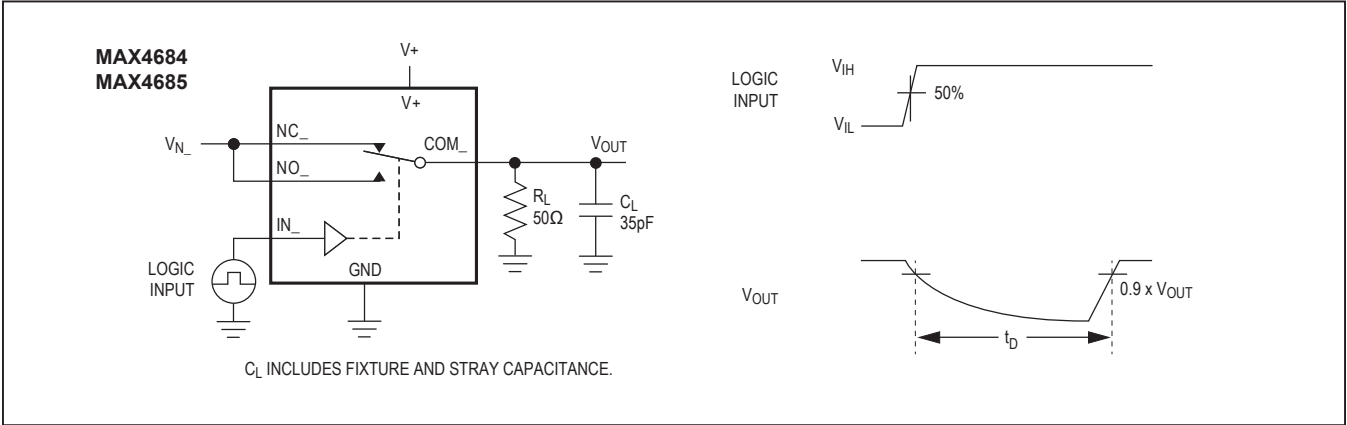 MAX4684
MAX4685
V+
V+
NC_
COM_
V_OUT
V_N_
NO_
R_L
50Ω
C_L
35pF
IN_
LOGIC
INPUT
GND
C_L INCLUDES FIXTURE AND STRAY CAPACITANCE.
LOGIC
INPUT
V_IH
50%
V_IL
V_OUT
0.9 x V_OUT
t_D